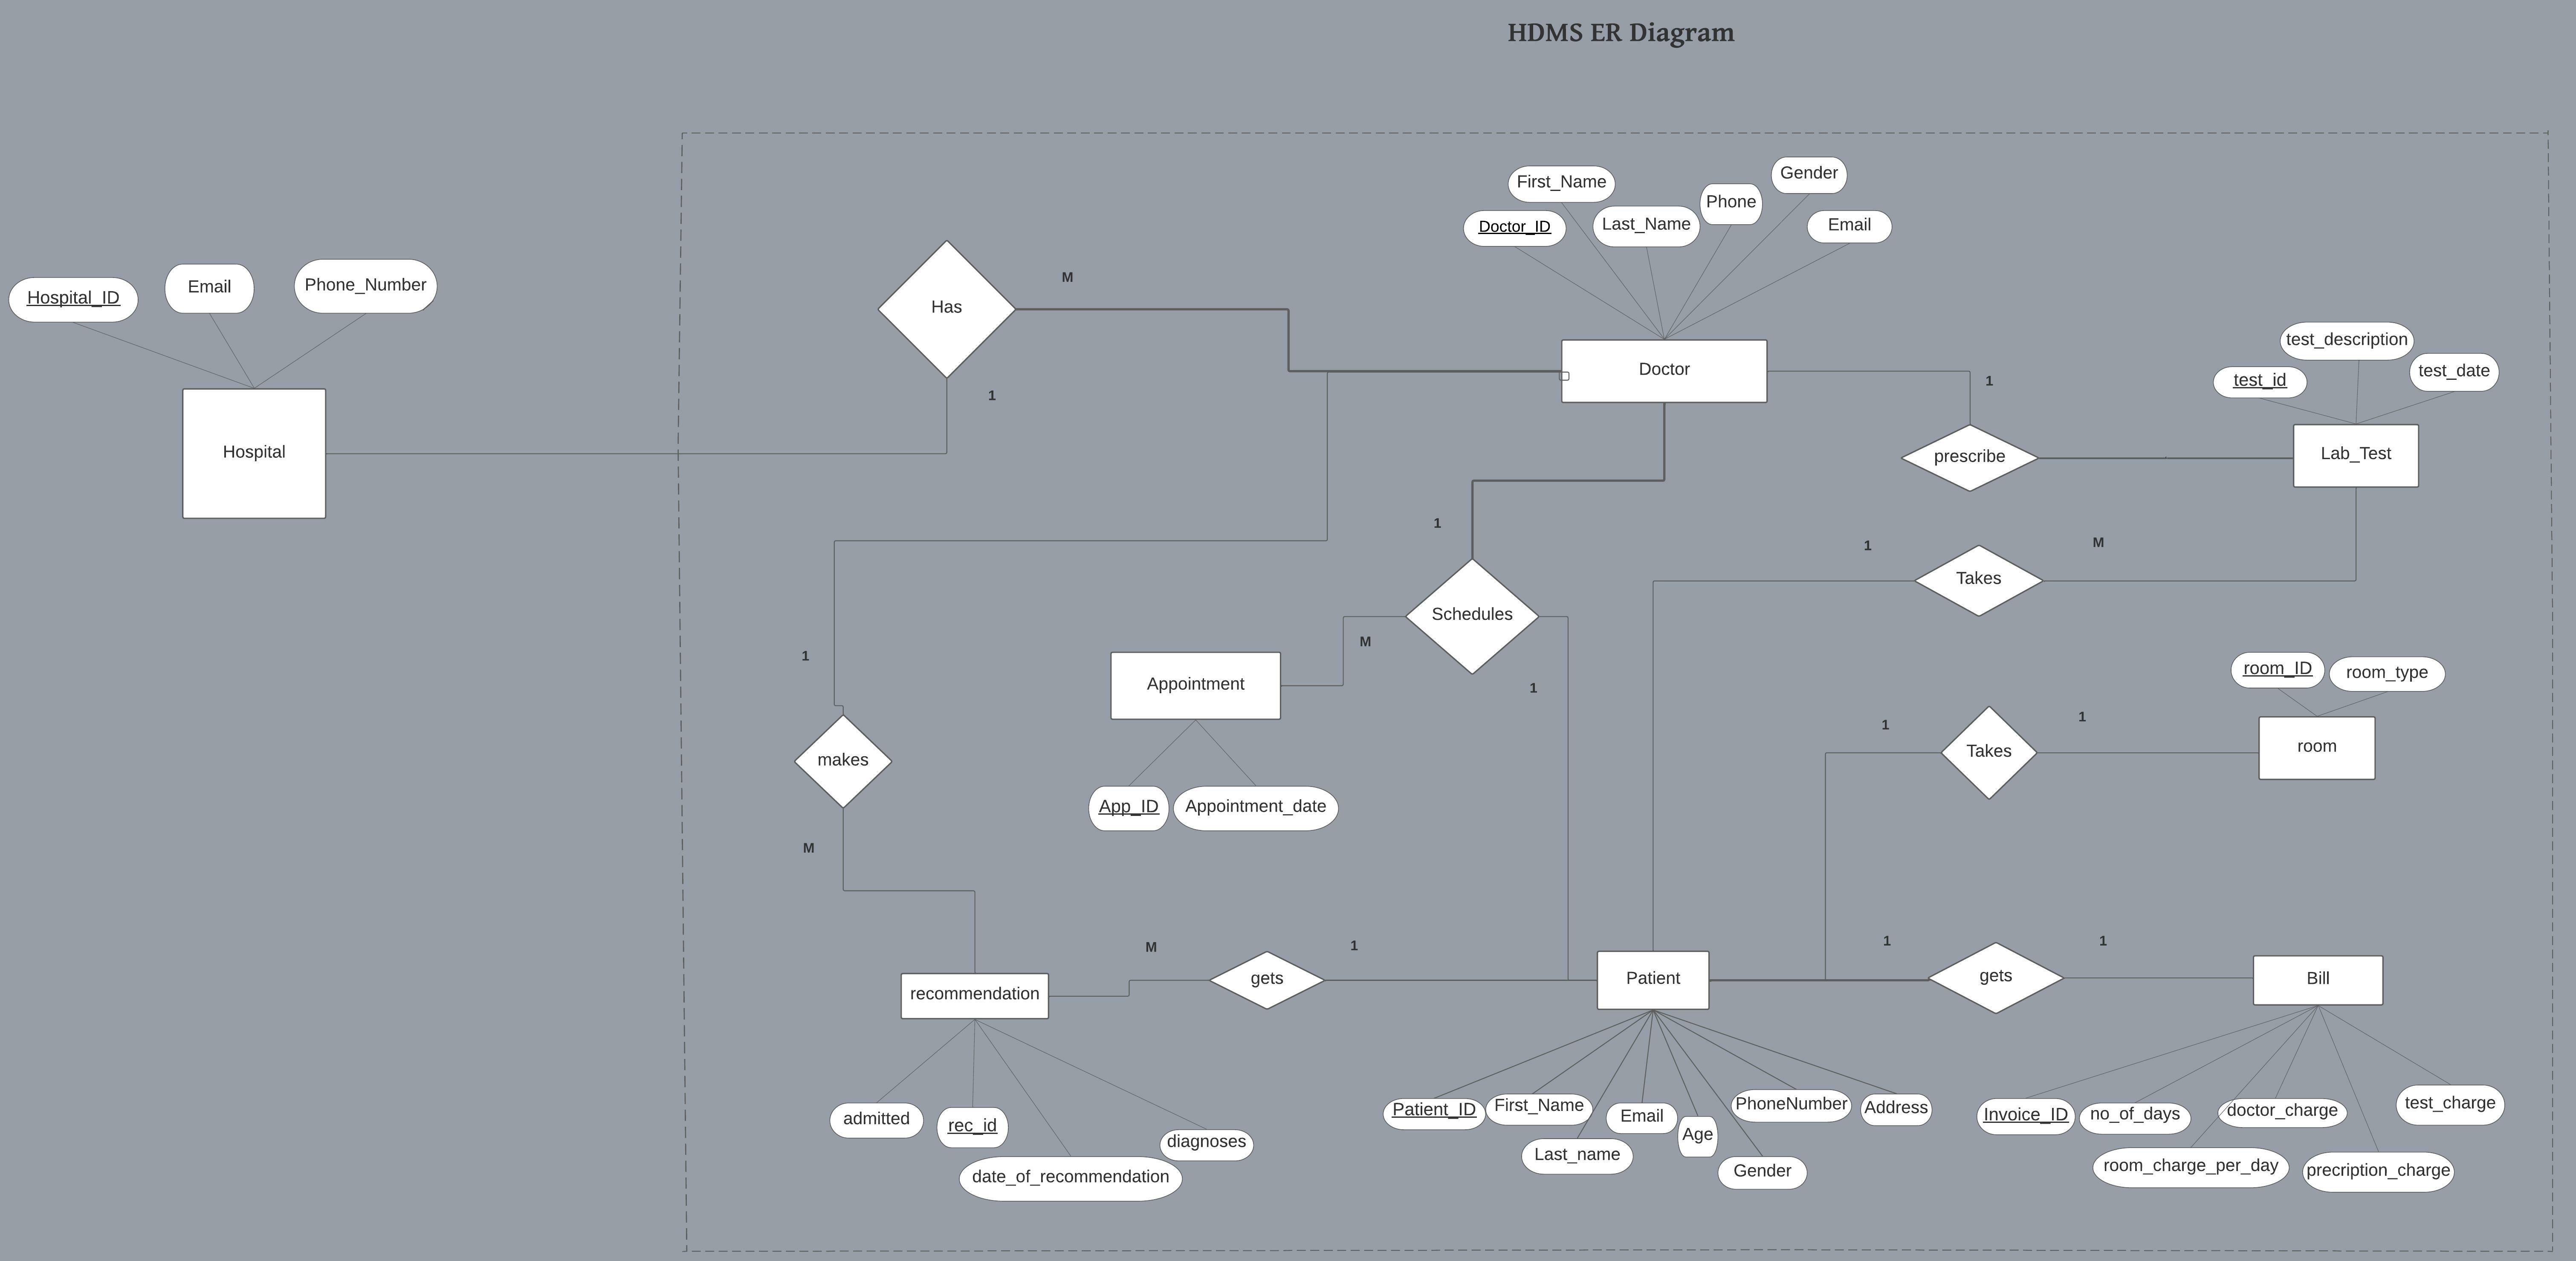 HDMS ER Diagram
Gender
First_Name
Phone
Last_Name
Doctor_ID
Email
Hospital_ID
Email
Phone_Number
M
Has
1
Doctor
1
test_description
test_id
test_date
Hospital
prescribe
Lab_Test
1
1
M
Takes
Schedules
M
1
Appointment
1
room_ID
room_type
1
1
makes
Takes
room
App_ID
Appointment_date
M
M
1
1
1
recommendation
gets
Patient
gets
Bill
admitted
rec_id
diagnoses
date_of_recommendation
Patient_ID
First_Name
Email
PhoneNumber
Address
Age
Last_name
Gender
Invoice_ID
no_of_days
doctor_charge
test_charge
room_charge_per_day
precription_charge